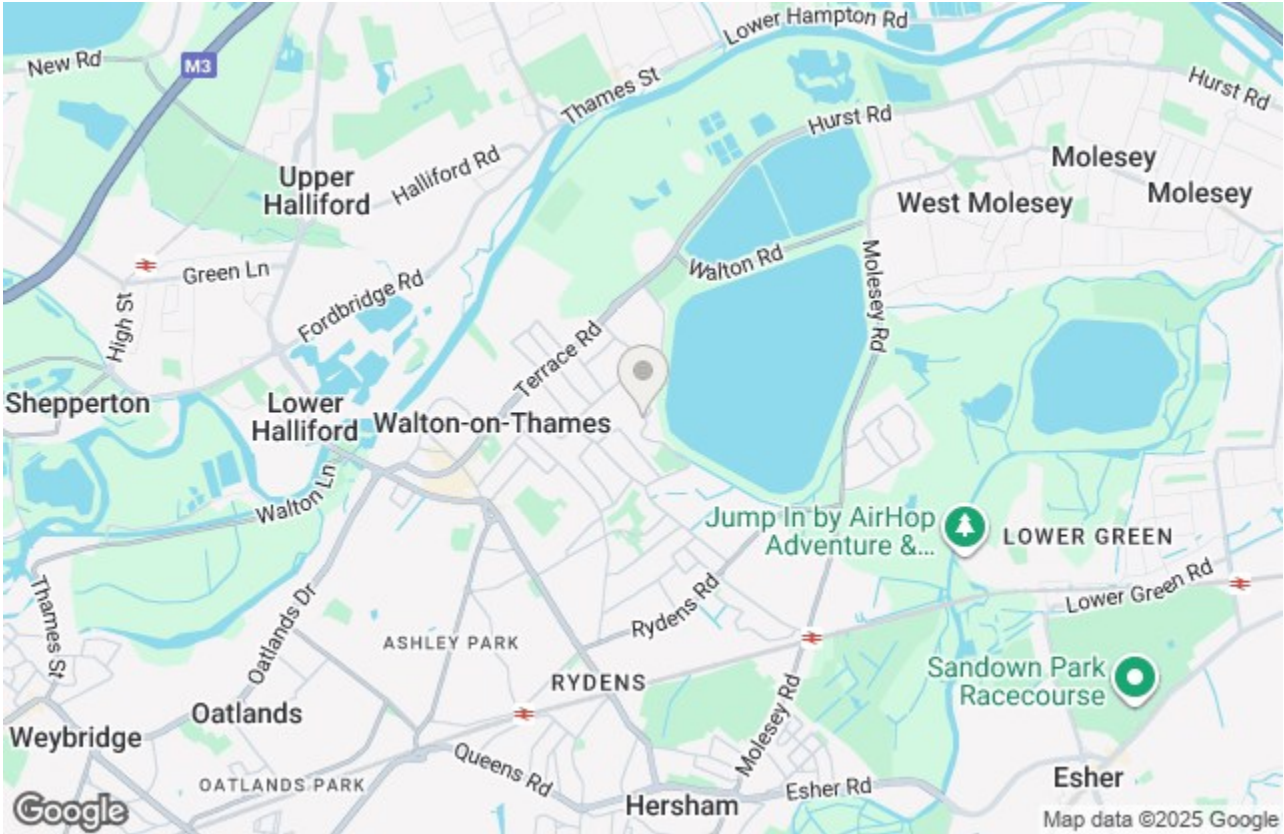 Lower Hampton Rd
New Rd
M3
Thames St
Hurst Rd
Hurst Rd
Molesey
Molesey
Upper
Halliford
Halliford Rd
West Molesey
Walton Rd
Green Ln
Fordbridge Rd
High St
Molesey Rd
Terrace Rd
Shepperton
Lower
Halliford
Walton-on-Thames
Walton Ln
Jump In by AirHop
Adventure &...
LOWER GREEN
Thames St
Oatlands Dr
Rydens Rd
Lower Green Rd
ASHLEY PARK
RYDENS
Sandown Park
Racecourse
Oatlands
Weybridge
Molesey Rd
OATLANDS PARK
Queens Rd
Hersham
Esher Rd
Esher
Google
Map data ©2025 Google